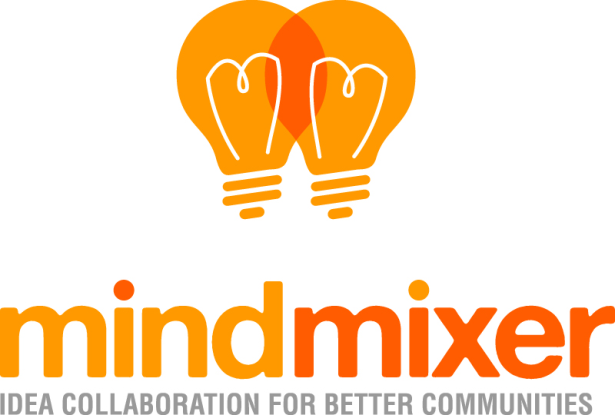 mindmixer
IDEA COLLABORATION FOR BETTER COMMUNITIES